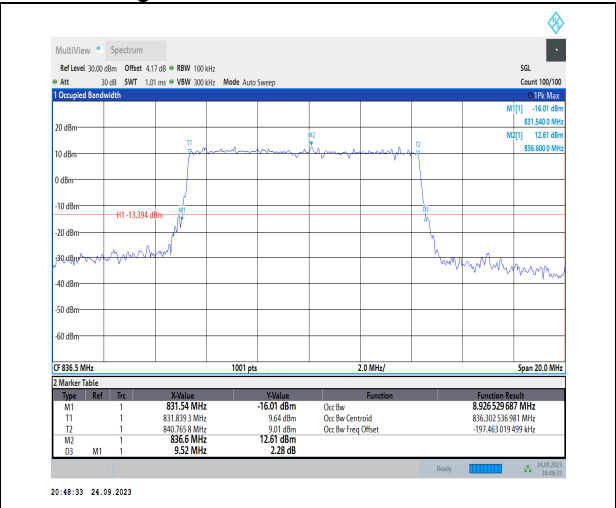 MultiView * Spectrum
Ref Level 30.00 dBm Offset 4.17 dB RBW 100 kHz SGL
Att 30 dB SWT 1.01 ms VBW 300 kHz Mode Auto Sweep Count 100/100
1 Occupied Bandwidth 1Pk Max
M1[1] -16.01 dBm
831.540 0 MHz
M2[1] 12.61 dBm
836.600 0 MHz
20 dBm
M2
T1 T2
10 dBm
0 dBm
-10 dBm
M1 D3
H1 -13.394 dBm
-20 dBm
-30 dBm
-40 dBm
-50 dBm
-60 dBm
CF 836.5 MHz 1001 pts 2.0 MHz/ Span 20.0 MHz
2 Marker Table
Type Ref Trc X-Value Y-Value Function Function Result
M1 1 831.54 MHz -16.01 dBm Occ Bw 8.926 529 687 MHz
T1 1 831.839 3 MHz 9.64 dBm Occ Bw Centroid 836.302 536 981 MHz
T2 1 840.765 8 MHz 9.01 dBm Occ Bw Freq Offset -197.463 019 499 kHz
M2 1 836.6 MHz 12.61 dBm
D3 M1 1 9.52 MHz 2.28 dB
Ready 24.09.2023
20:48:32
20:48:33 24.09.2023